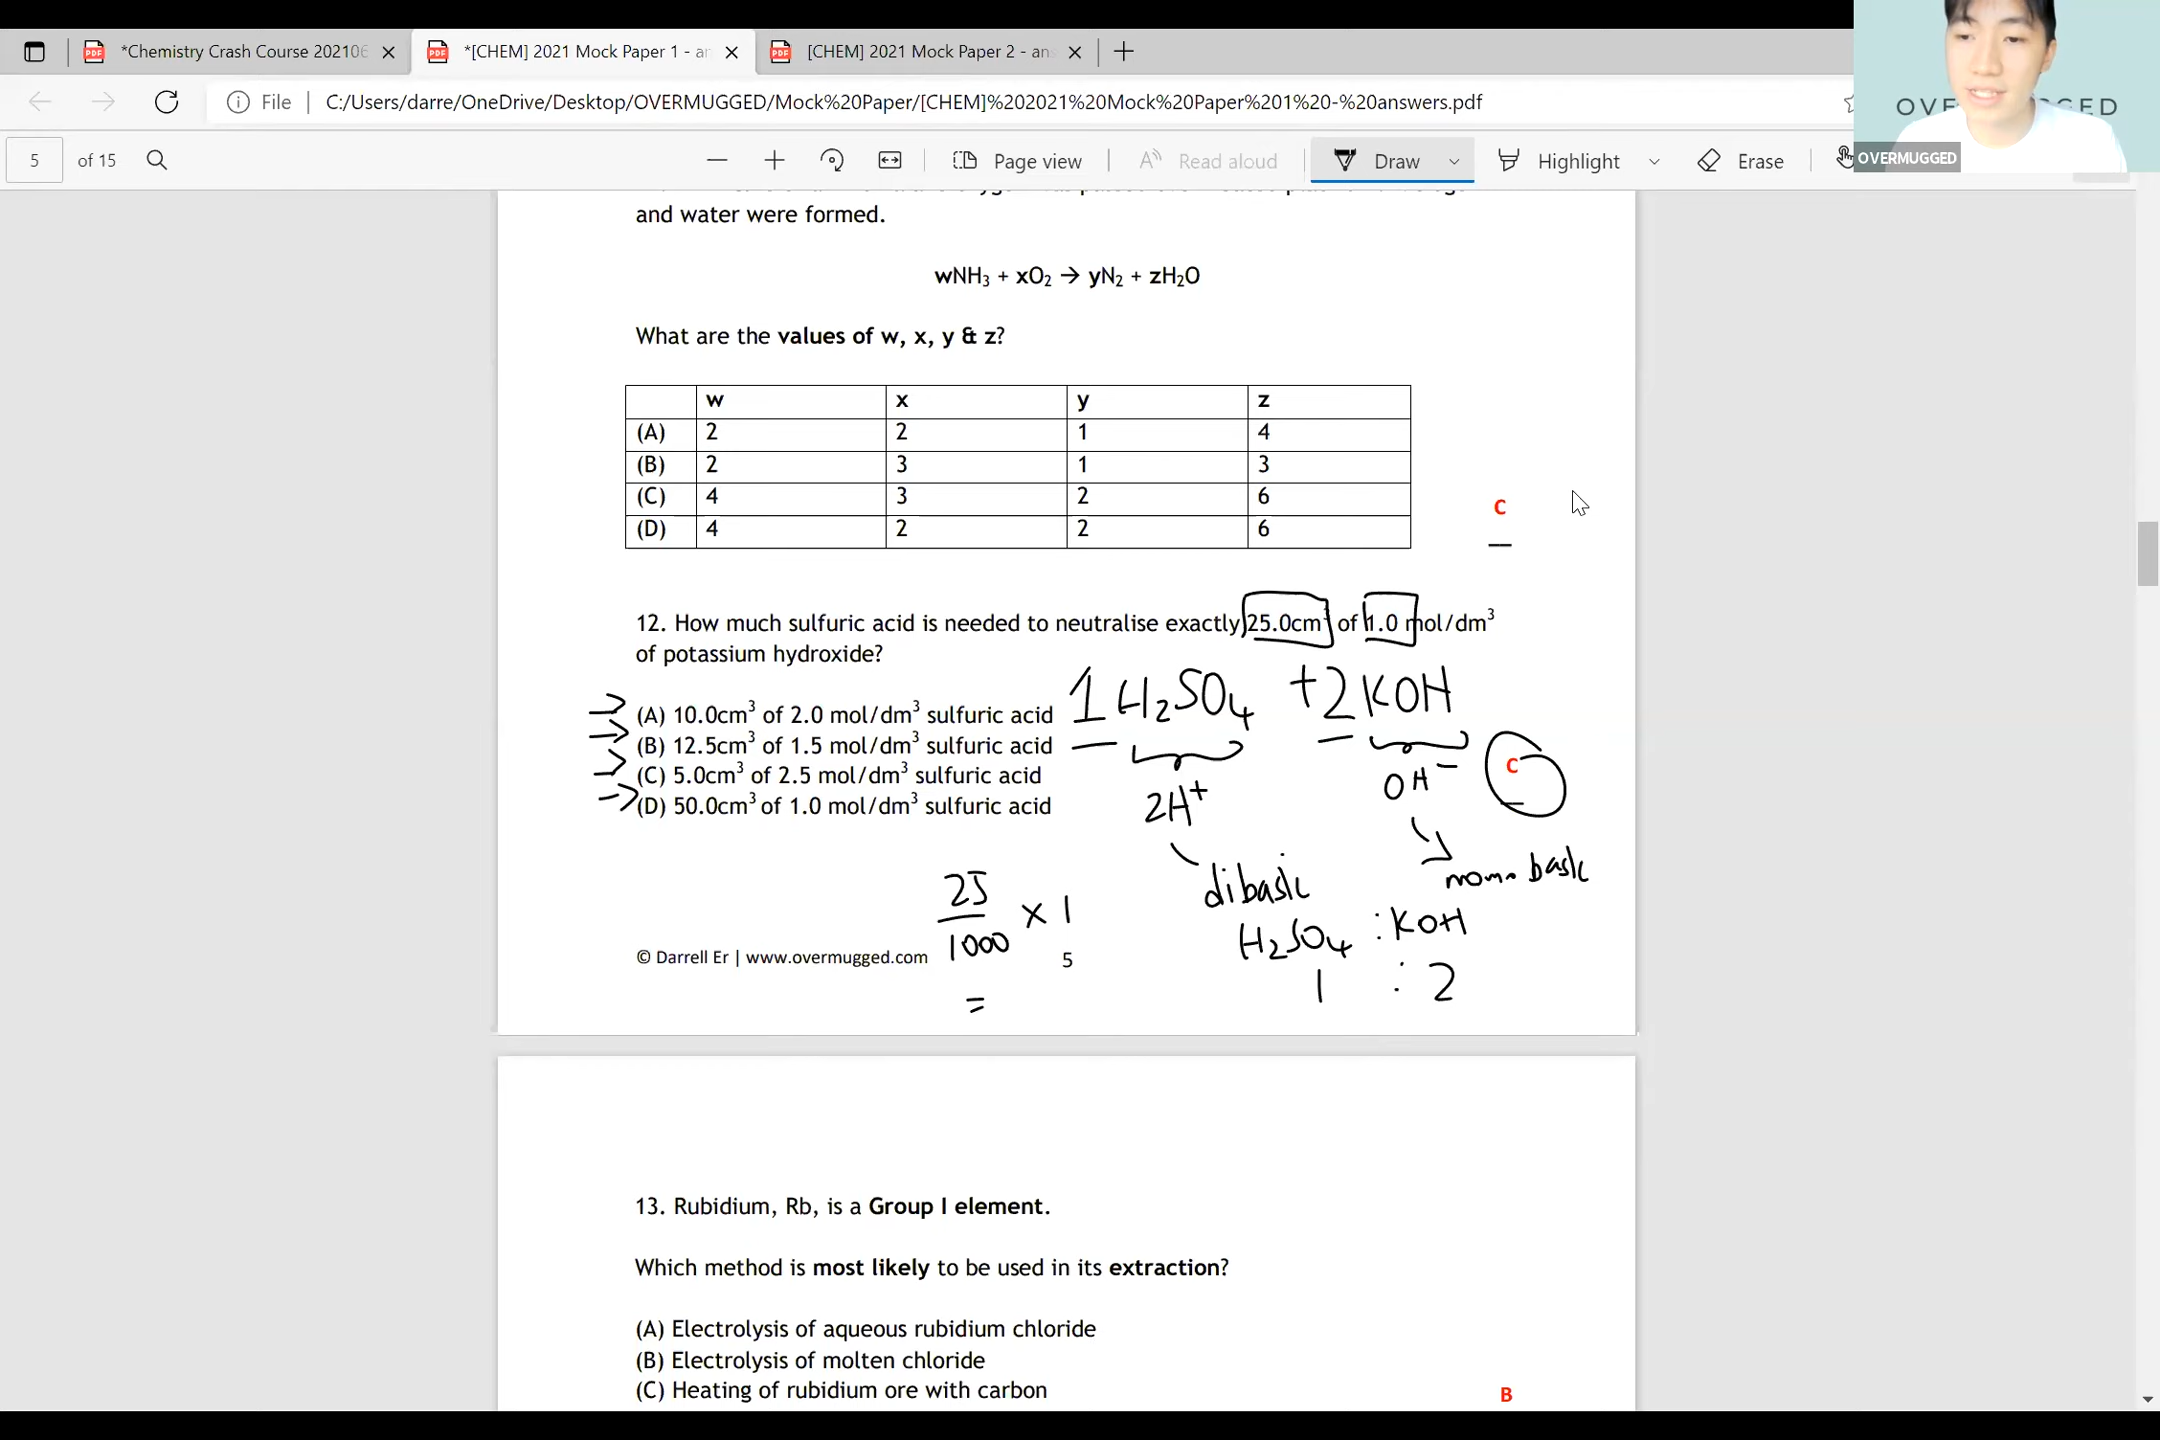 *Chemistry Crash Course 202106
*[CHEM] 2021 Mock Paper 1 - an
[CHEM] 2021 Mock Paper 2 - ans
File
C:/Users/darre/OneDrive/Desktop/OVERMUGGED/Mock%20Paper/[CHEM]%202021%20Mock%20Paper%201%20-%20answers.pdf
OVE GED
OVERMUGGED
5 of 15
Page view
Read aloud
Draw
Highlight
Erase
and water were formed.
wNH3 + xO2 → yN2 + zH2O
What are the values of w, x, y & z?
w x y z
(A) 2 2 1 4
(B) 2 3 1 3
(C) 4 3 2 6
(D) 4 2 2 6
C
12. How much sulfuric acid is needed to neutralise exactly 25.0cm³ of 1.0 mol/dm³
of potassium hydroxide?
1 H2SO4 + 2 KOH
(A) 10.0cm³ of 2.0 mol/dm³ sulfuric acid
(B) 12.5cm³ of 1.5 mol/dm³ sulfuric acid
(C) 5.0cm³ of 2.5 mol/dm³ sulfuric acid
(D) 50.0cm³ of 1.0 mol/dm³ sulfuric acid
C
2H⁺
OH⁻
dibasic
mono basic
H2SO4 : KOH
1 : 2
25
1000
× 1
=
© Darrell Er | www.overmugged.com
5
13. Rubidium, Rb, is a Group I element.
Which method is most likely to be used in its extraction?
(A) Electrolysis of aqueous rubidium chloride
(B) Electrolysis of molten chloride
(C) Heating of rubidium ore with carbon
B